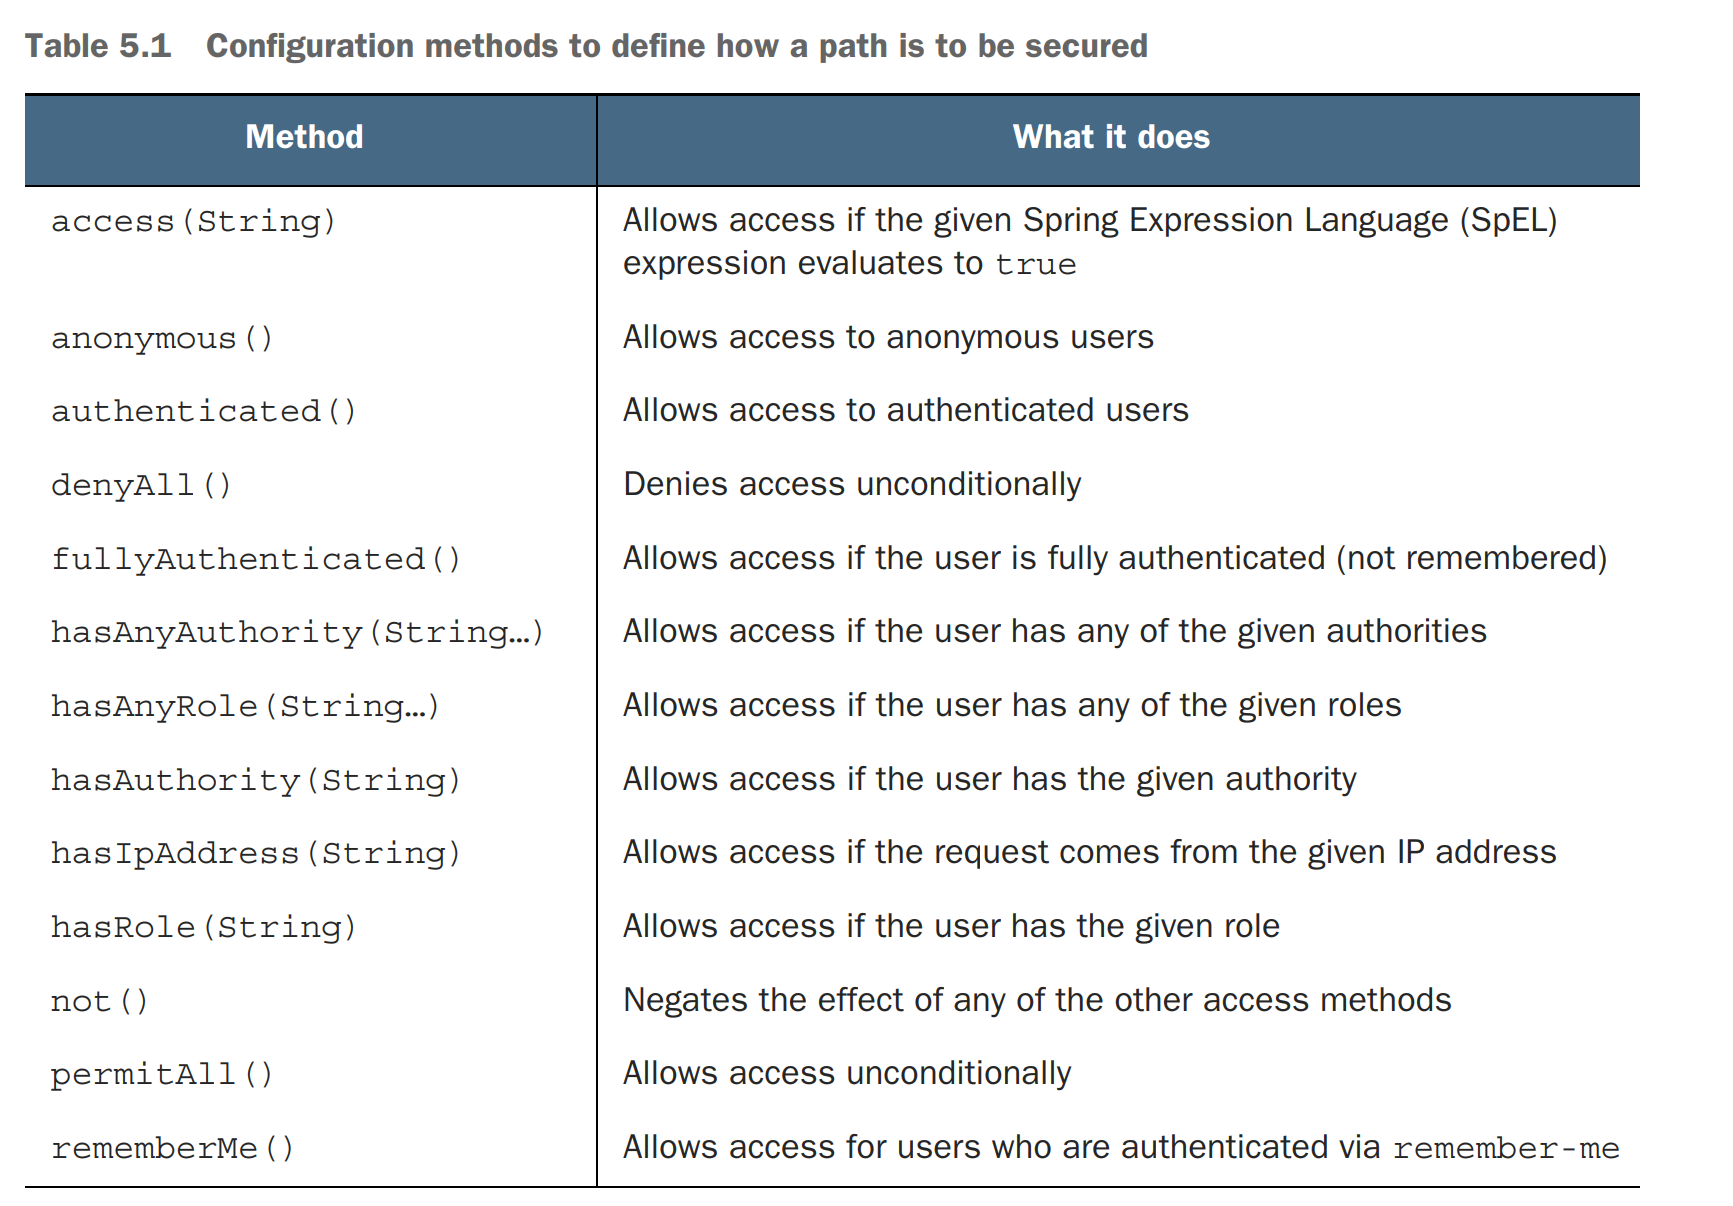 Table 5.1 Configuration methods to define how a path is to be secured
Method What it does
access(String) Allows access if the given Spring Expression Language (SpEL)
expression evaluates to true
anonymous() Allows access to anonymous users
authenticated() Allows access to authenticated users
denyAll() Denies access unconditionally
fullyAuthenticated() Allows access if the user is fully authenticated (not remembered)
hasAnyAuthority(String…) Allows access if the user has any of the given authorities
hasAnyRole(String…) Allows access if the user has any of the given roles
hasAuthority(String) Allows access if the user has the given authority
hasIpAddress(String) Allows access if the request comes from the given IP address
hasRole(String) Allows access if the user has the given role
not() Negates the effect of any of the other access methods
permitAll() Allows access unconditionally
rememberMe() Allows access for users who are authenticated via remember-me